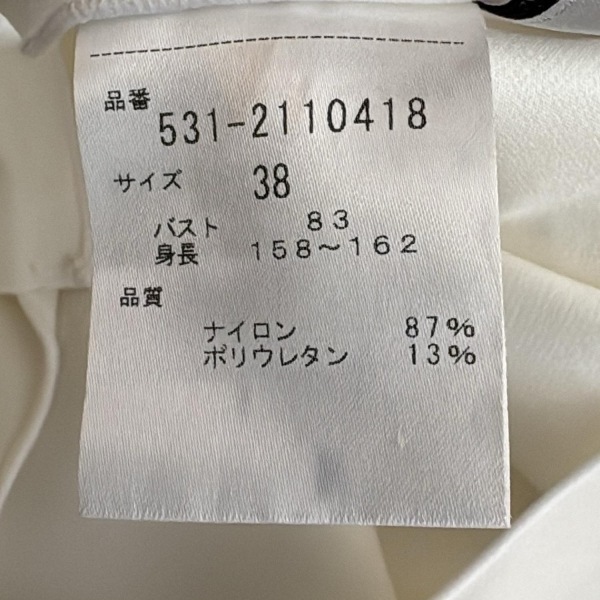 品番
531-2110418
サイズ 38
バスト 83
身長 158～162
品質
ナイロン 87%
ポリウレタン 13%